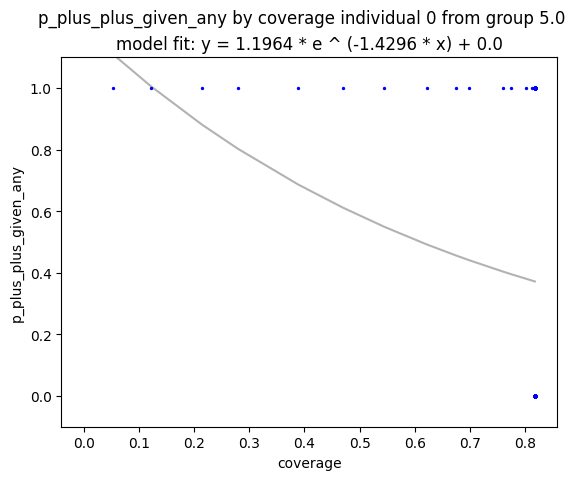 p_plus_plus_given_any by coverage individual 0 from group 5.0
model fit: y = 1.1964 * e ^ (-1.4296 * x) + 0.0
1.0
0.8
0.6
0.4
0.2
0.0
p_plus_plus_given_any
0.0 0.1 0.2 0.3 0.4 0.5 0.6 0.7 0.8
coverage